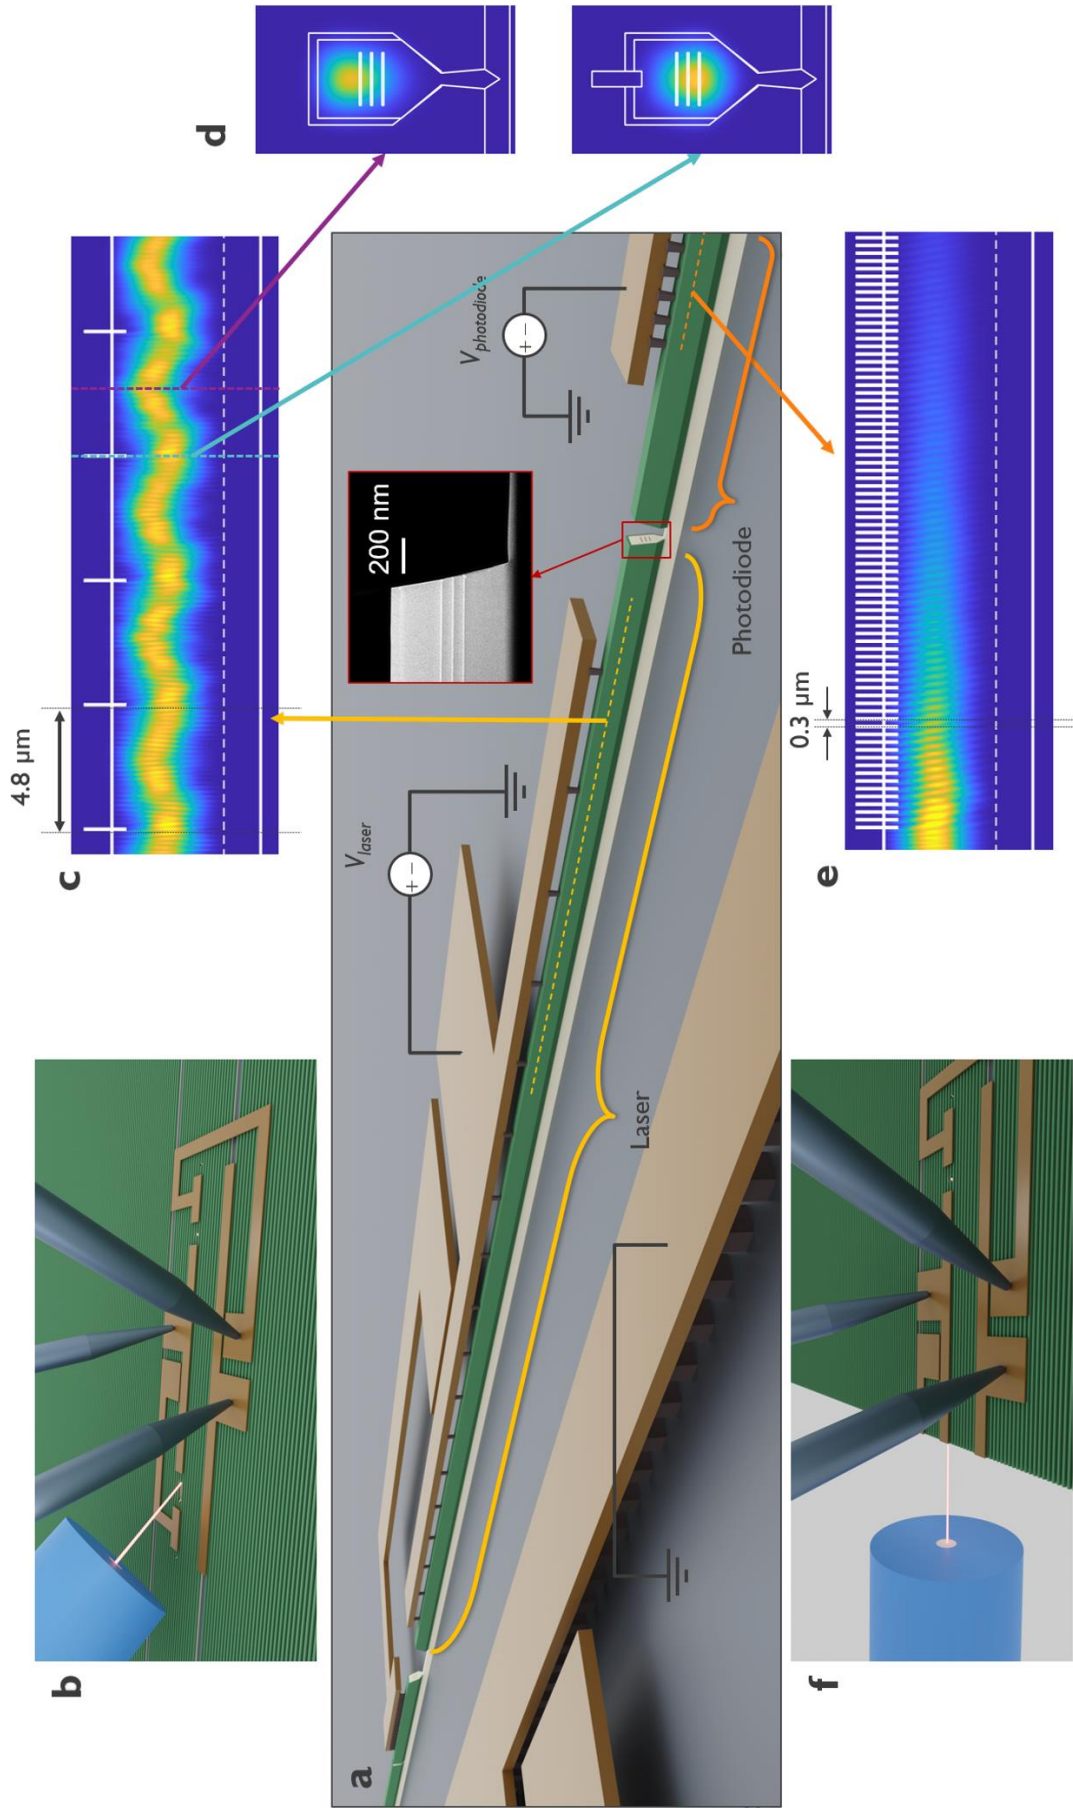 a
b
c
d
e
f
4.8 μm
0.3 μm
200 nm
V_laser
V_photodiode
+ −
+ −
Laser
Photodiode